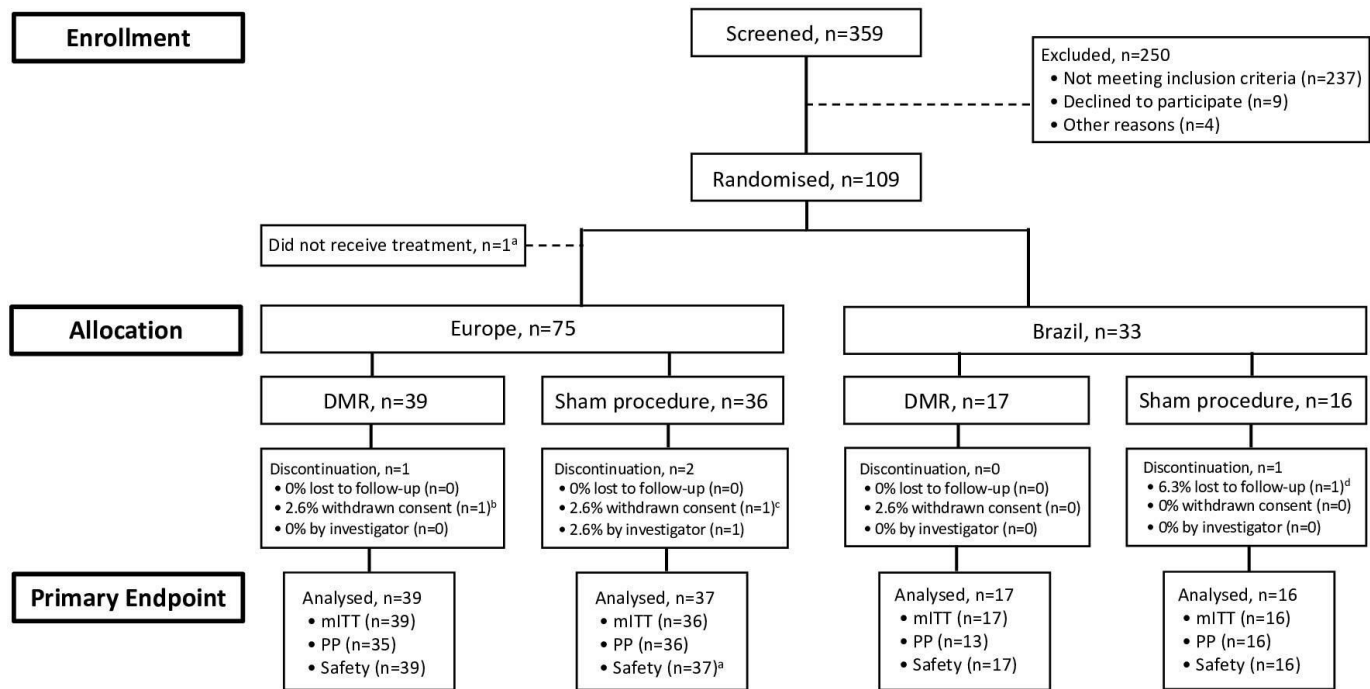 Enrollment
Screened, n=359
Excluded, n=250
• Not meeting inclusion criteria (n=237)
• Declined to participate (n=9)
• Other reasons (n=4)
Randomised, n=109
Did not receive treatment, n=1ᵃ
Allocation
Europe, n=75
Brazil, n=33
DMR, n=39
Sham procedure, n=36
DMR, n=17
Sham procedure, n=16
Discontinuation, n=1
• 0% lost to follow-up (n=0)
• 2.6% withdrawn consent (n=1)ᵇ
• 0% by investigator (n=0)
Discontinuation, n=2
• 0% lost to follow-up (n=0)
• 2.6% withdrawn consent (n=1)ᶜ
• 2.6% by investigator (n=1)
Discontinuation, n=0
• 0% lost to follow-up (n=0)
• 2.6% withdrawn consent (n=0)
• 0% by investigator (n=0)
Discontinuation, n=1
• 6.3% lost to follow-up (n=1)ᵈ
• 0% withdrawn consent (n=0)
• 0% by investigator (n=0)
Primary Endpoint
Analysed, n=39
• mITT (n=39)
• PP (n=35)
• Safety (n=39)
Analysed, n=37
• mITT (n=36)
• PP (n=36)
• Safety (n=37)ᵃ
Analysed, n=17
• mITT (n=17)
• PP (n=13)
• Safety (n=17)
Analysed, n=16
• mITT (n=16)
• PP (n=16)
• Safety (n=16)